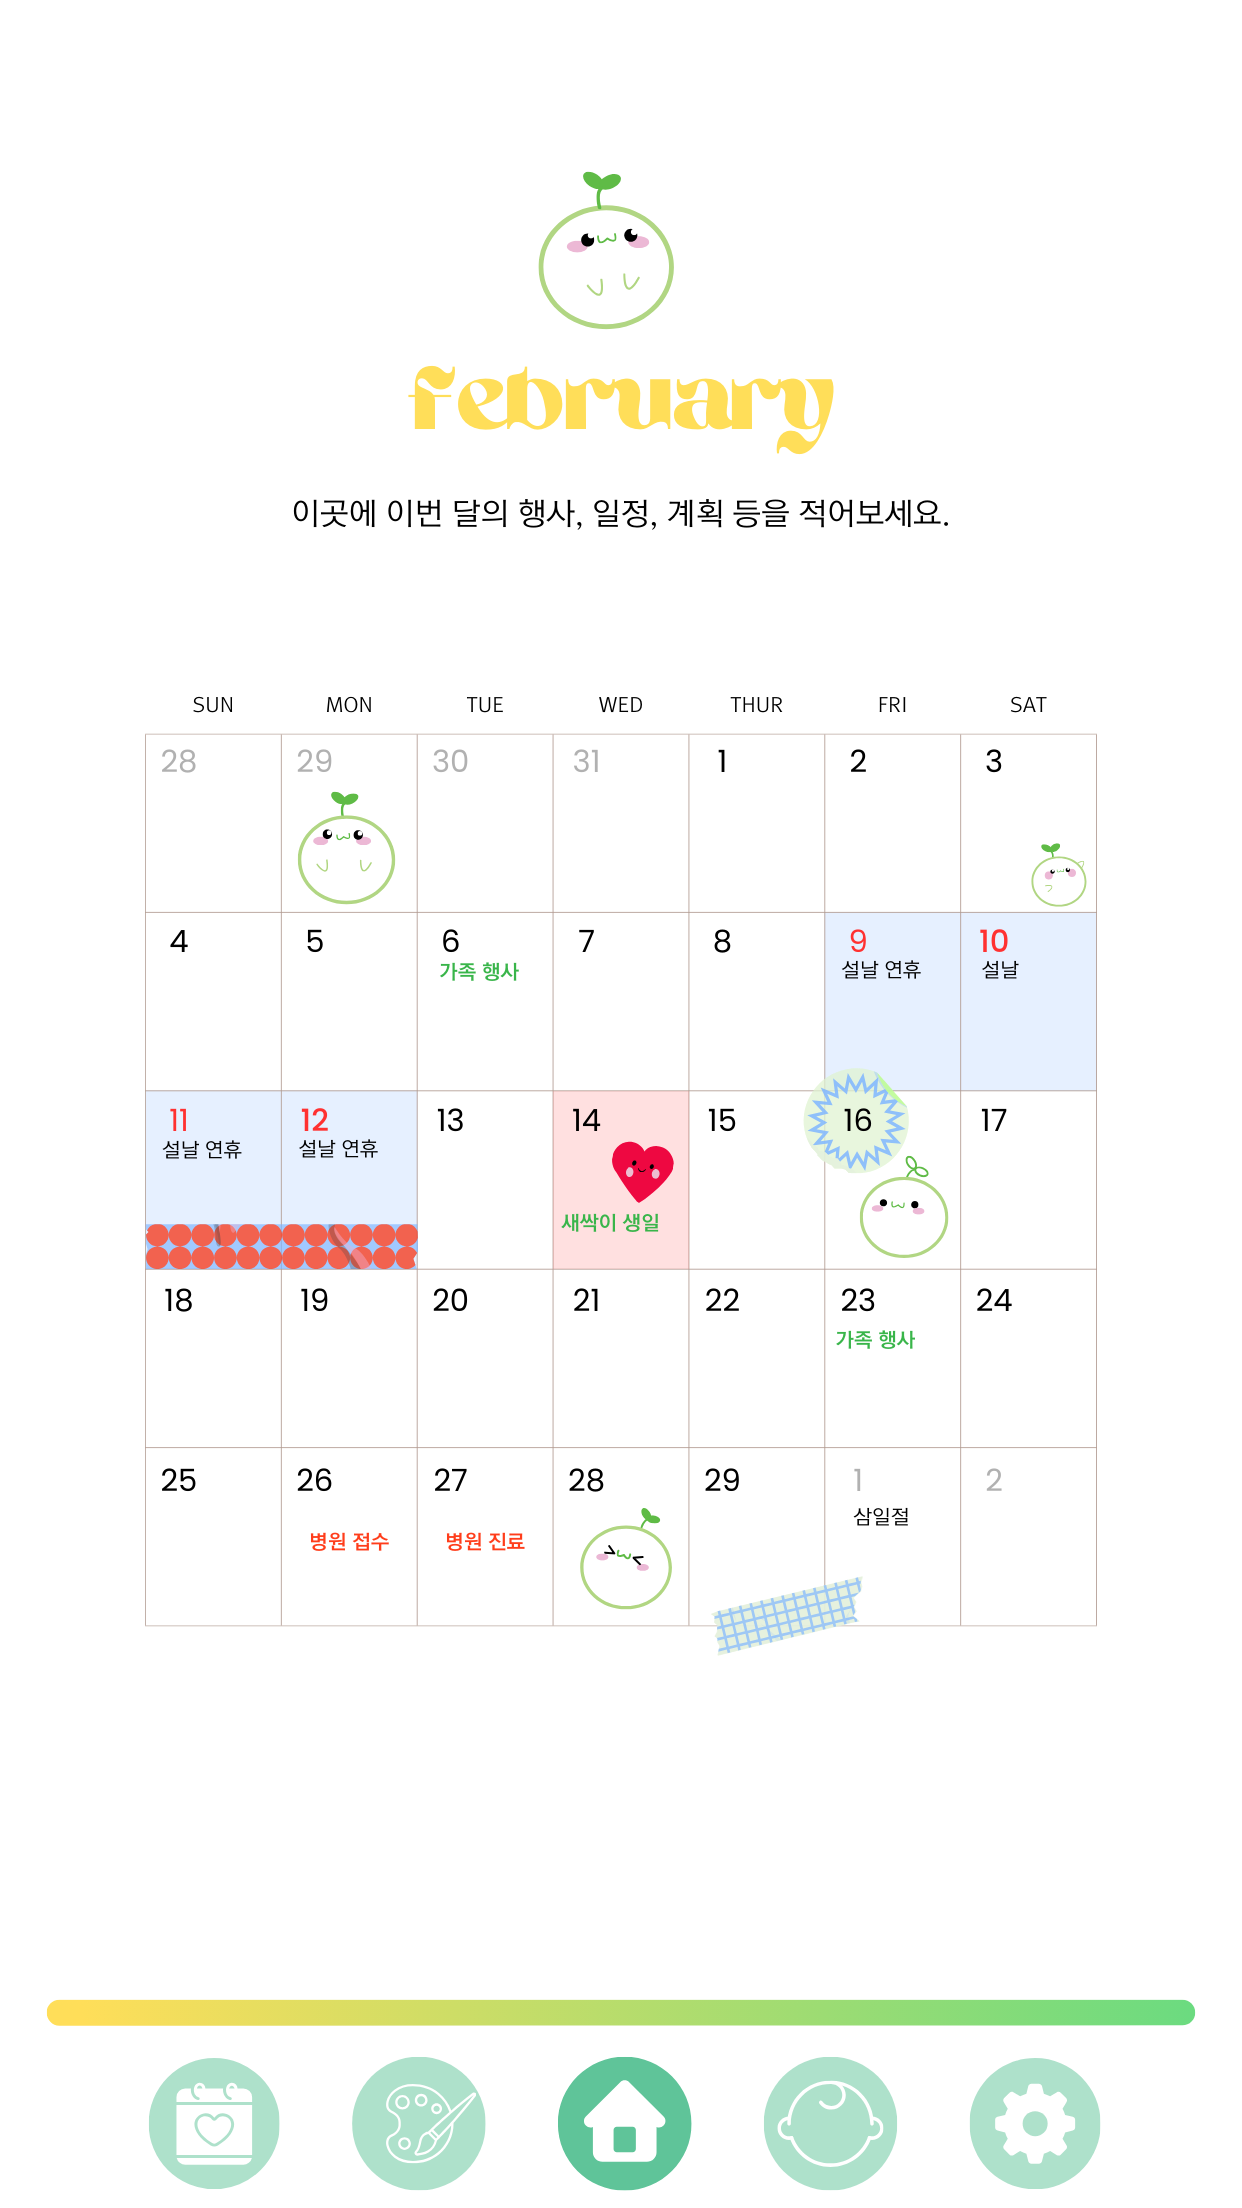 february
이곳에 이번 달의 행사, 일정, 계획 등을 적어보세요.
SUN MON TUE WED THUR FRI SAT
28 29 30 31 1 2 3
4 5 6 7 8 9 10
가족 행사 설날 연휴 설날
11 12 13 14 15 16 17
설날 연휴 설날 연휴
새싹이 생일
18 19 20 21 22 23 24
가족 행사
25 26 27 28 29 1 2
삼일절
병원 접수 병원 진료